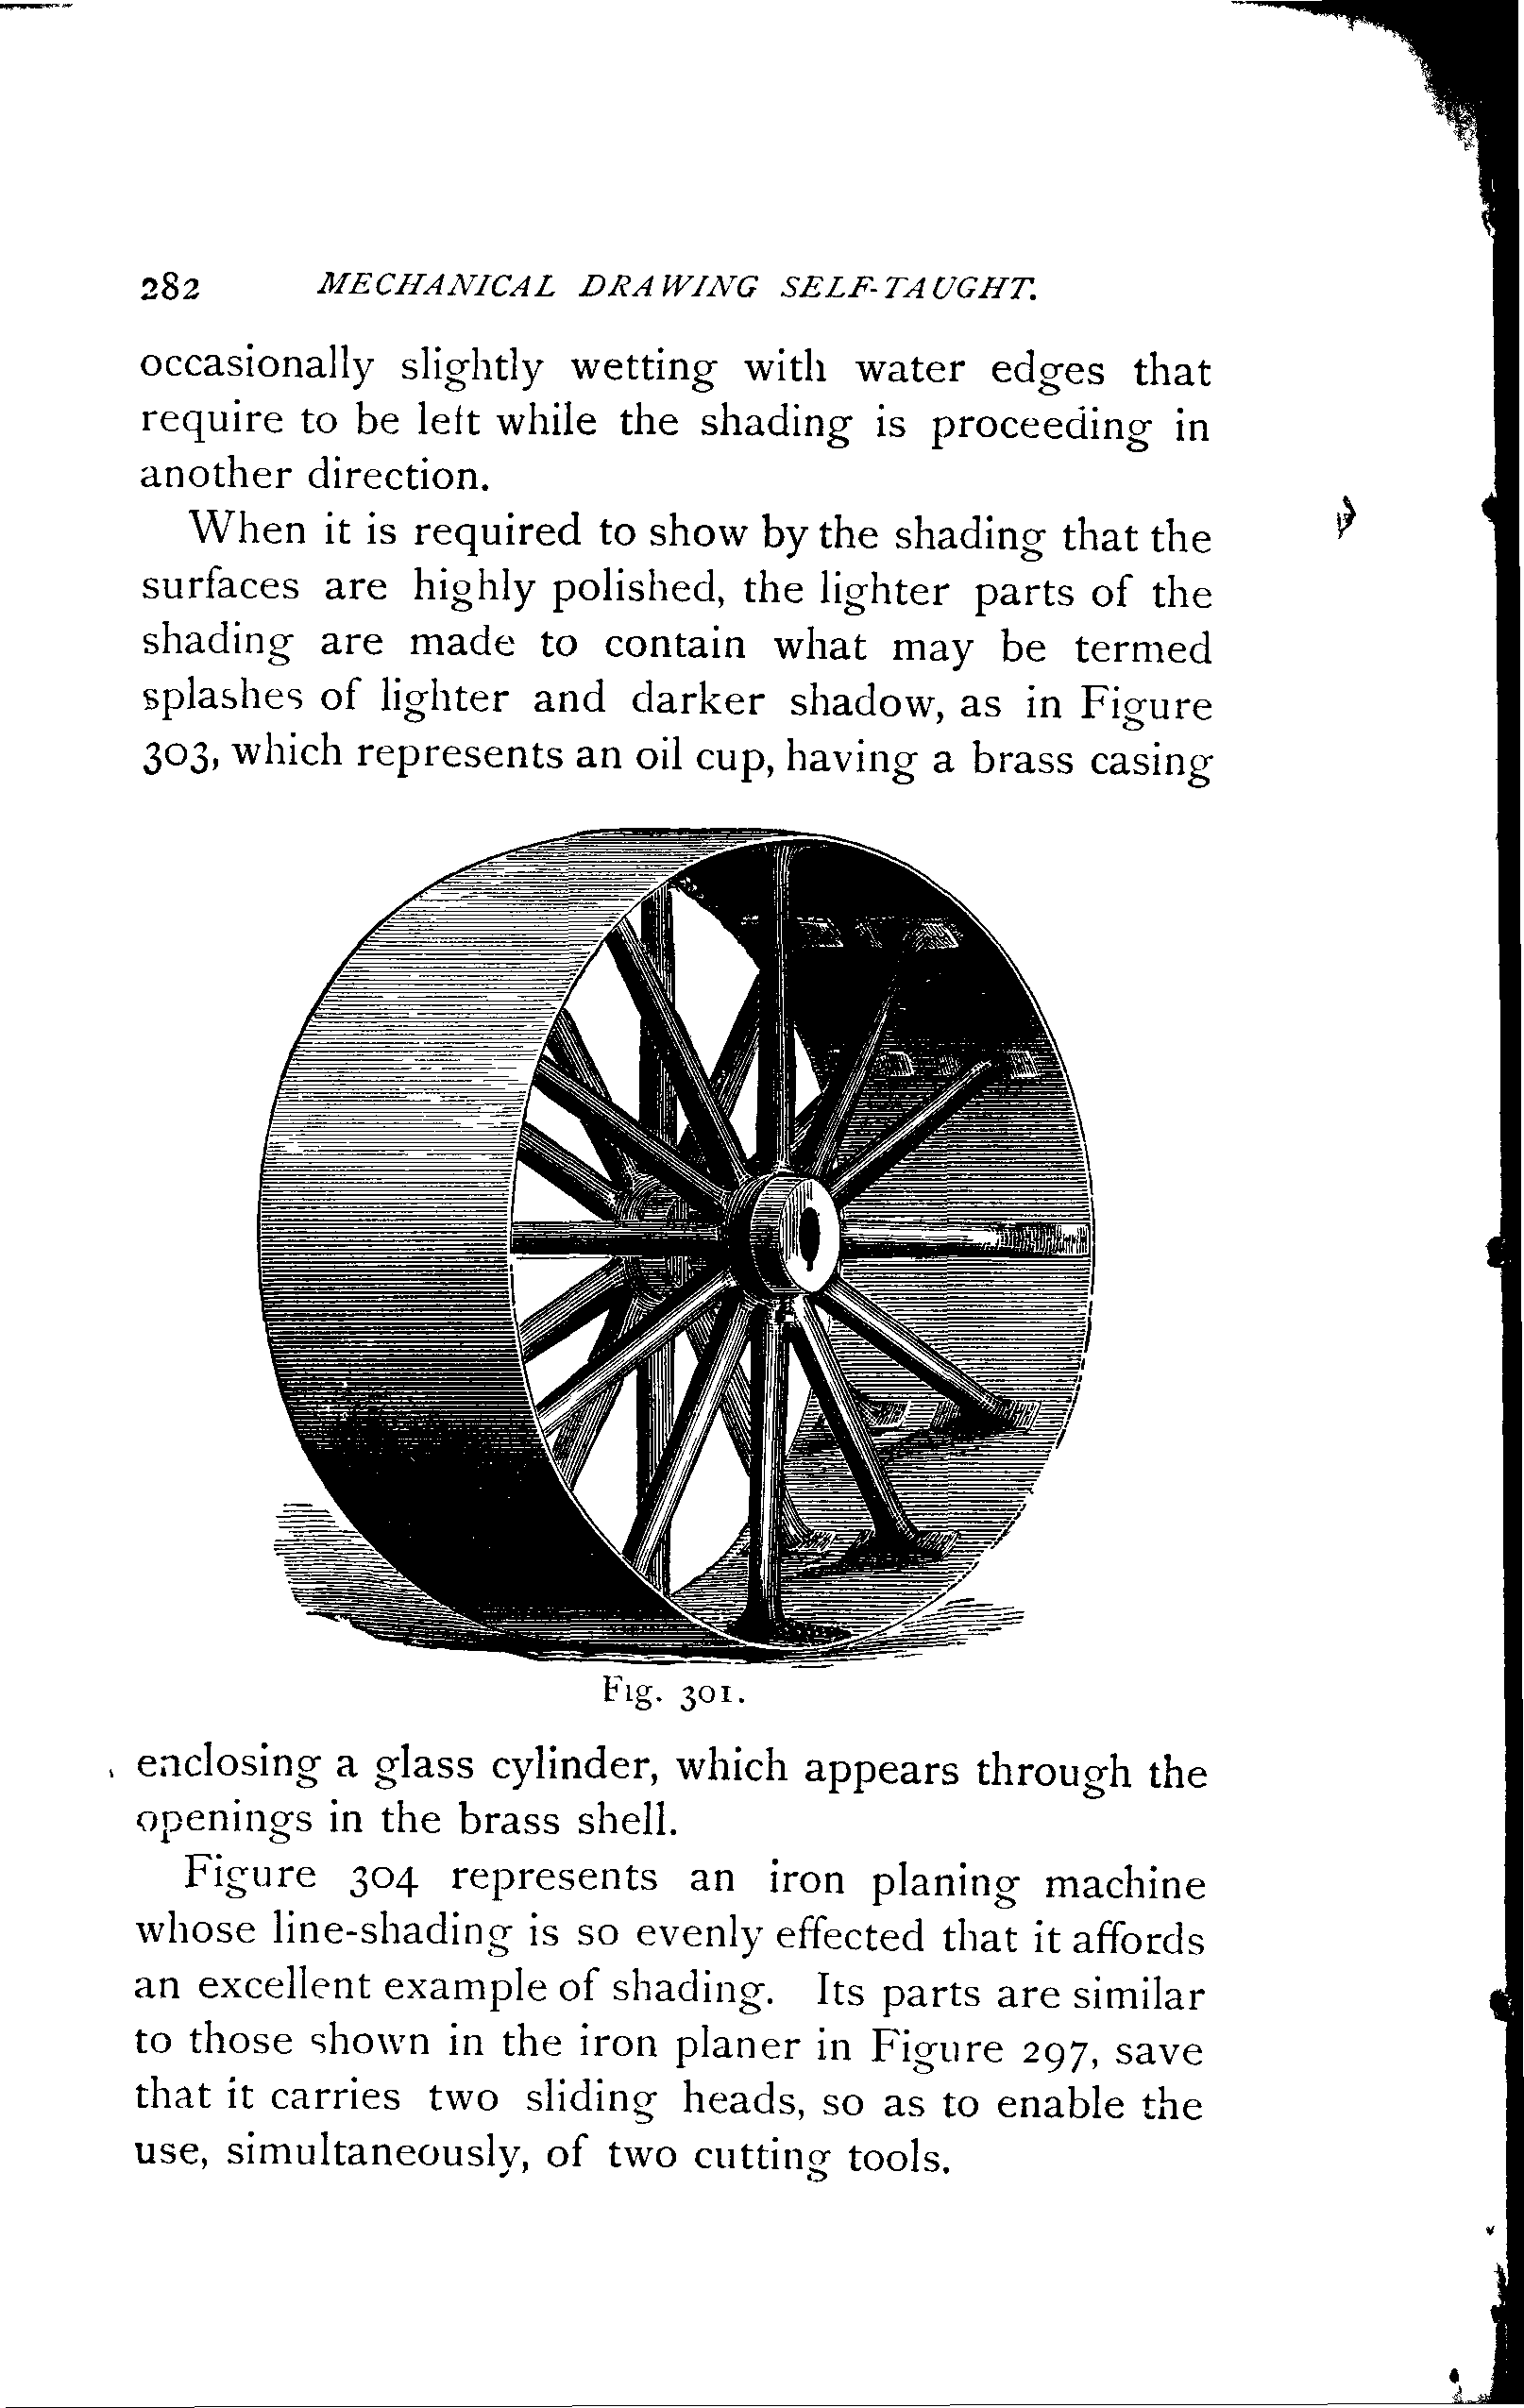 282 MECHANICAL DRAWING SELF-TAUGHT.
occasionally slightly wetting with water edges that
require to be left while the shading is proceeding in
another direction.
When it is required to show by the shading that the
surfaces are highly polished, the lighter parts of the
shading are made to contain what may be termed
splashes of lighter and darker shadow, as in Figure
303, which represents an oil cup, having a brass casing
Fig. 301.
enclosing a glass cylinder, which appears through the
openings in the brass shell.
Figure 304 represents an iron planing machine
whose line-shading is so evenly effected that it affords
an excellent example of shading. Its parts are similar
to those shown in the iron planer in Figure 297, save
that it carries two sliding heads, so as to enable the
use, simultaneously, of two cutting tools.